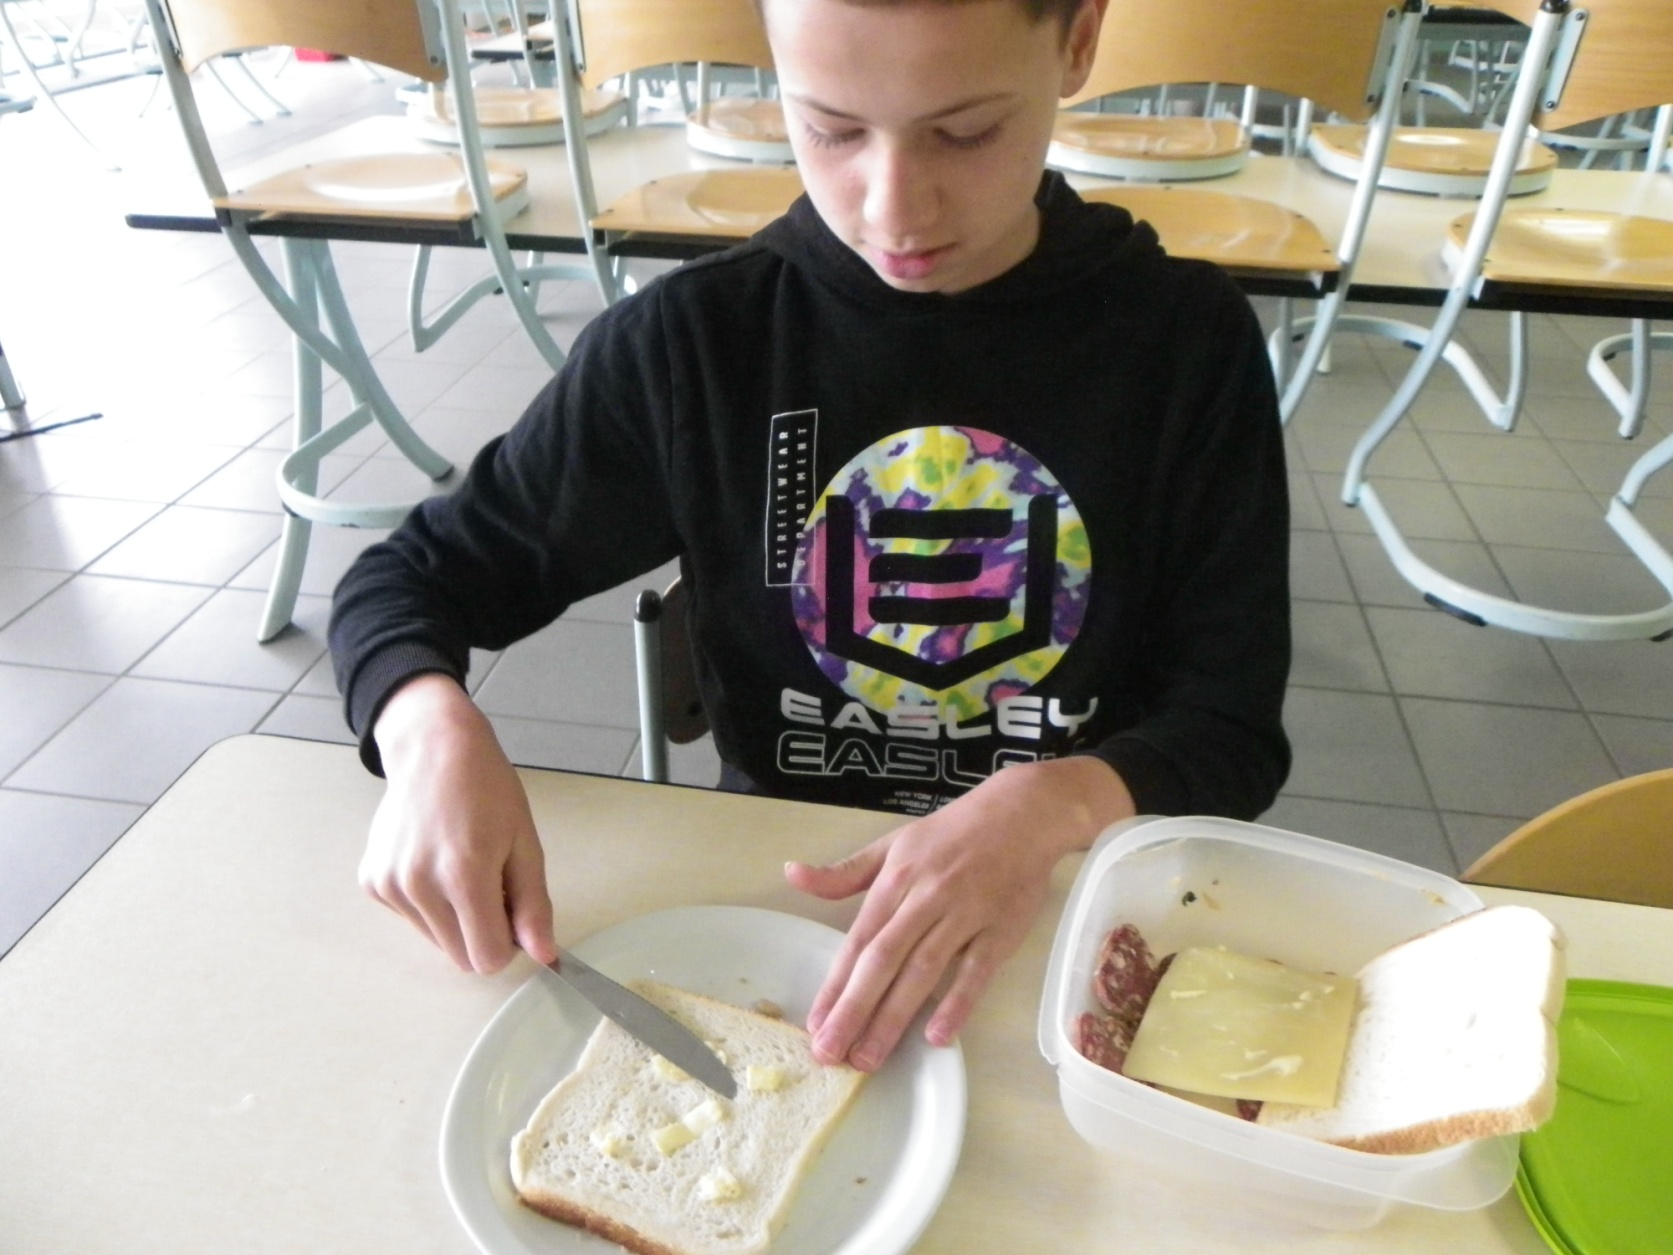 STREETWEAR
DEPARTMENT
EASLEY
NEW YORK
LOS ANGELES